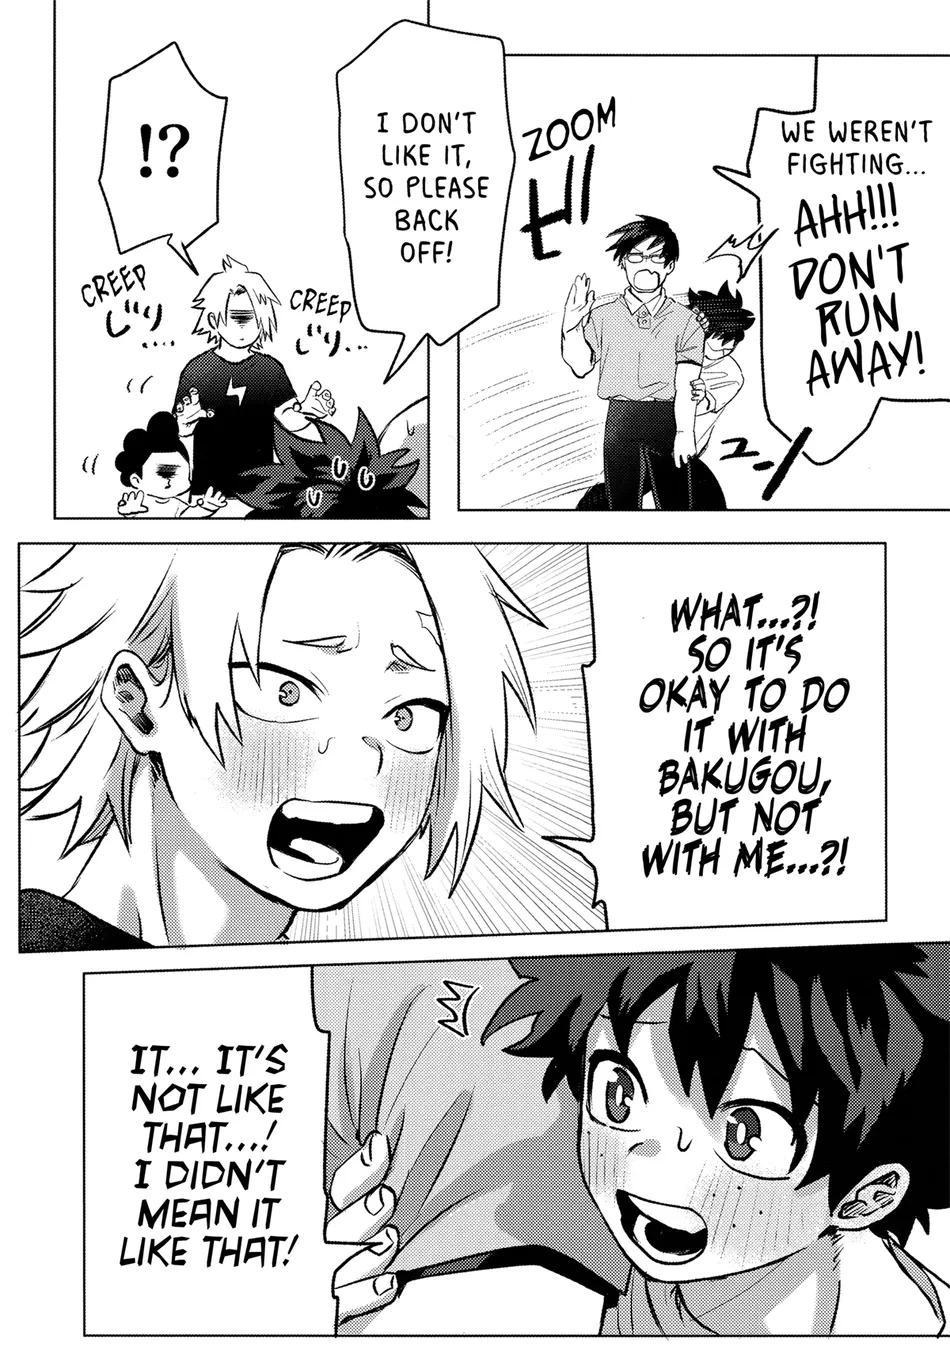 WE WEREN'T
FIGHTING...
AHH!!!
DON'T
RUN
AWAY!
ZOOM
I DON'T
LIKE IT,
SO PLEASE
BACK
OFF!
CREEP
じり...
!?
CREEP
じり....
WHAT...?!
SO IT'S
OKAY TO DO
IT WITH
BAKUGOU,
BUT NOT
WITH ME...?!
IT... IT'S
NOT LIKE
THAT...!
I DIDN'T
MEAN IT
LIKE THAT!